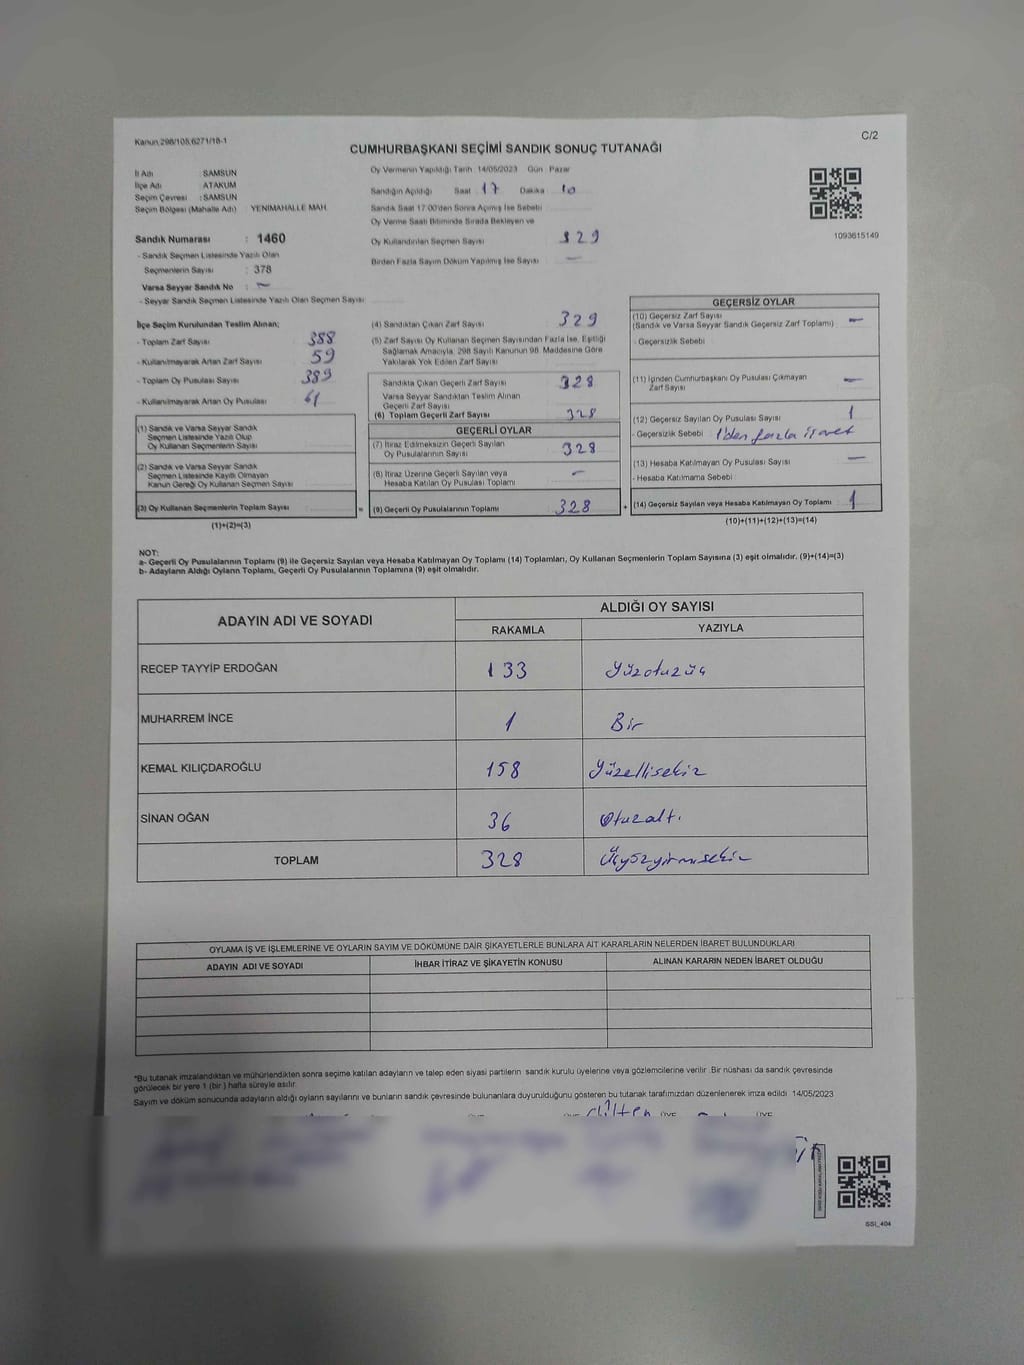 Kanun,298/105,6271/18-1
C/2
CUMHURBAŞKANI SEÇİMİ SANDIK SONUÇ TUTANAĞI
İl Adı : SAMSUN
İlçe Adı : ATAKUM
Seçim Çevresi : SAMSUN
Seçim Bölgesi (Mahalle Adı) : YENİMAHALLE MAH.
Sandık Numarası : 1460
- Sandık Seçmen Listesinde Yazılı Olan
Seçmenlerin Sayısı : 378
Varsa Seyyar Sandık No : —
- Seyyar Sandık Seçmen Listesinde Yazılı Olan Seçmen Sayısı
Oy Vermenin Yapıldığı Tarih 14/05/2023 Gün Pazar
Sandığın Açıldığı Saat 17 Dakika 10
Sandık Saat 17.00'den Sonra Açılmış İse Sebebi
Oy Verme Saati Bitiminde Sırada Bekleyen ve
Oy Kullandırılan Seçmen Sayısı 329
Birden Fazla Sayım Döküm Yapılmış İse Sayısı —
1093615149
İlçe Seçim Kurulundan Teslim Alınan;
- Toplam Zarf Sayısı 388
- Kullanılmayarak Artan Zarf Sayısı 59
- Toplam Oy Pusulası Sayısı 389
- Kullanılmayarak Artan Oy Pusulası 61
(1) Sandık ve Varsa Seyyar Sandık
Seçmen Listesinde Yazılı Olup
Oy Kullanan Seçmenlerin Sayısı
(2) Sandık ve Varsa Seyyar Sandık
Seçmen Listesinde Kayıtlı Olmayan
Kanun Gereği Oy Kullanan Seçmen Sayısı
(3) Oy Kullanan Seçmenlerin Toplam Sayısı
(1)+(2)=(3)
(4) Sandıktan Çıkan Zarf Sayısı 329
(5) Zarf Sayısı Oy Kullanan Seçmen Sayısından Fazla İse, Eşitliği
Sağlamak Amacıyla, 298 Sayılı Kanunun 98. Maddesine Göre
Yakılarak Yok Edilen Zarf Sayısı
Sandıkta Çıkan Geçerli Zarf Sayısı 328
Varsa Seyyar Sandıktan Teslim Alınan
Geçerli Zarf Sayısı
(6) Toplam Geçerli Zarf Sayısı 328
GEÇERLİ OYLAR
(7) İtiraz Edilmeksizin Geçerli Sayılan
Oy Pusulalarının Sayısı 328
(8) İtiraz Üzerine Geçerli Sayılan veya
Hesaba Katılan Oy Pusulası Toplamı —
= (9) Geçerli Oy Pusulalarının Toplamı 328 +
GEÇERSİZ OYLAR
(10) Geçersiz Zarf Sayısı —
(Sandık ve Varsa Seyyar Sandık Geçersiz Zarf Toplamı)
- Geçersizlik Sebebi
(11) İçinden Cumhurbaşkanı Oy Pusulası Çıkmayan
Zarf Sayısı —
(12) Geçersiz Sayılan Oy Pusulası Sayısı 1
- Geçersizlik Sebebi 1'den fazla işaret
(13) Hesaba Katılmayan Oy Pusulası Sayısı —
- Hesaba Katılmama Sebebi
(14) Geçersiz Sayılan veya Hesaba Katılmayan Oy Toplamı 1
(10)+(11)+(12)+(13)=(14)
NOT:
a- Geçerli Oy Pusulalarının Toplamı (9) ile Geçersiz Sayılan veya Hesaba Katılmayan Oy Toplamı (14) Toplamları, Oy Kullanan Seçmenlerin Toplam Sayısına (3) eşit olmalıdır. (9)+(14)=(3)
b- Adayların Aldığı Oyların Toplamı, Geçerli Oy Pusulalarının Toplamına (9) eşit olmalıdır.
ADAYIN ADI VE SOYADI
ALDIĞI OY SAYISI
RAKAMLA YAZIYLA
RECEP TAYYİP ERDOĞAN 133 Yüzotuzüç
MUHARREM İNCE 1 Bir
KEMAL KILIÇDAROĞLU 158 Yüzellisekiz
SİNAN OĞAN 36 Otuzaltı
TOPLAM 328 Üçyüzyirmisekiz
OYLAMA İŞ VE İŞLEMLERİNE VE OYLARIN SAYIM VE DÖKÜMÜNE DAİR ŞİKAYETLERLE BUNLARA AİT KARARLARIN NELERDEN İBARET BULUNDUKLARI
ADAYIN ADI VE SOYADI İHBAR İTİRAZ VE ŞİKAYETİN KONUSU ALINAN KARARIN NEDEN İBARET OLDUĞU
*Bu tutanak imzalandıktan ve mühürlendikten sonra seçime katılan adayların ve talep eden siyasi partilerin sandık kurulu üyelerine veya gözlemcilerine verilir .Bir nüshası da sandık çevresinde
görülecek bir yere 1 (bir ) hafta süreyle asılır.
Sayım ve döküm sonucunda adayların aldığı oyların sayılarını ve bunların sandık çevresinde bulunanlara duyurulduğunu gösteren bu tutanak tarafımızdan düzenlenerek imza edildi 14/05/2023
SSI_404